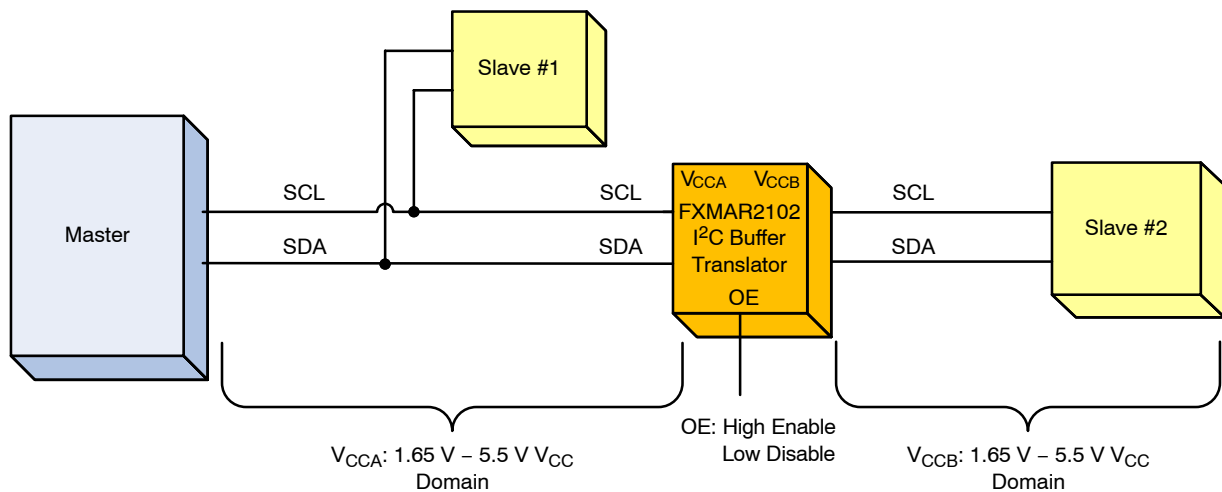 Slave #1
SCL
SCL
SCL
Master
SDA
SDA
SDA
VCCA VCCB
FXMAR2102
I²C Buffer
Translator
OE
Slave #2
OE: High Enable
Low Disable
VCCA: 1.65 V – 5.5 V VCC
Domain
VCCB: 1.65 V – 5.5 V VCC
Domain